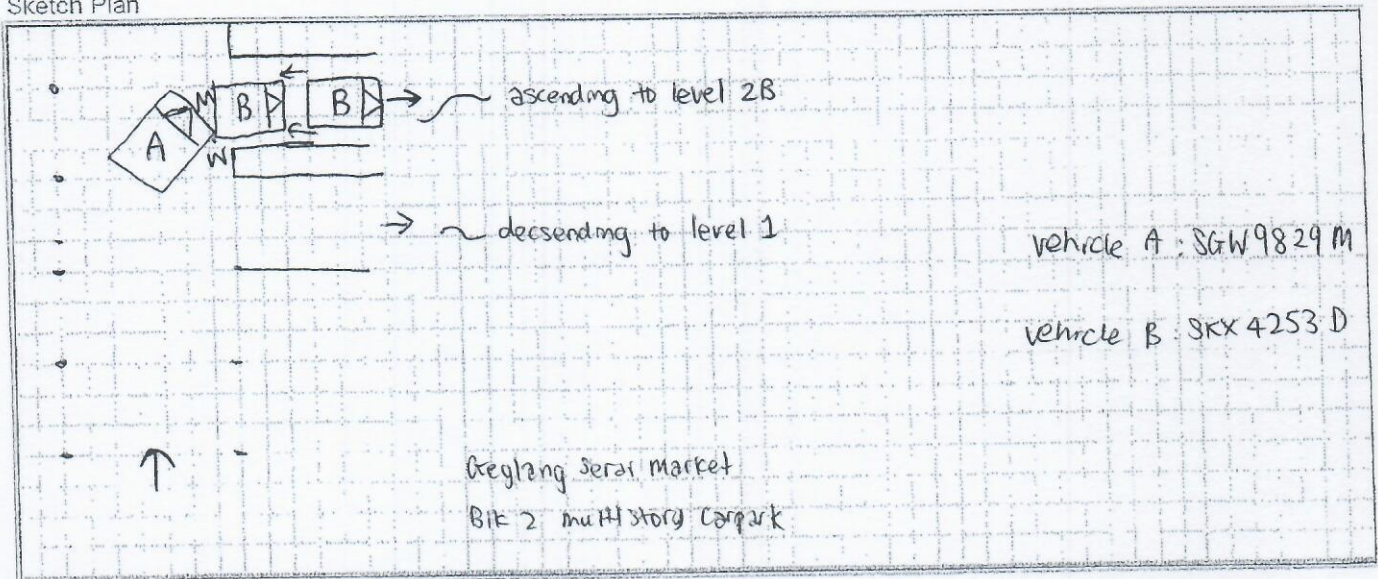 Sketch Plan
B B ascending to level 2B
A
decsending to level 1
vehicle A : SGW9829M
vehicle B : SKX4253D
Geglang Serai Market
Blk 2 multistory carpark